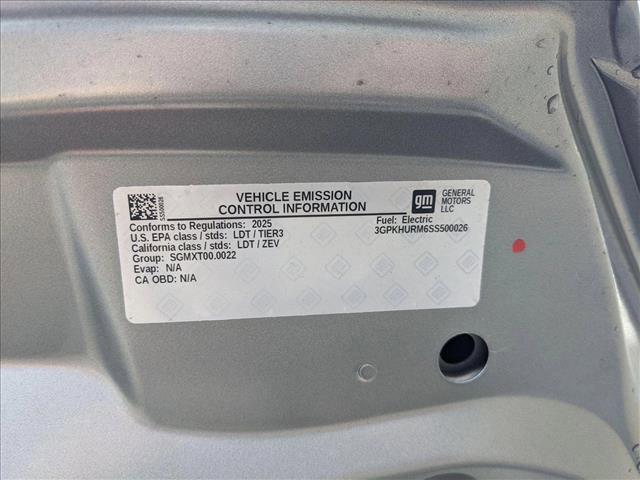 VEHICLE EMISSION
CONTROL INFORMATION
gm
GENERAL
MOTORS
LLC
Conforms to Regulations: 2025
Fuel: Electric
U.S. EPA class / stds: LDT / TIER3
3GPKHURM6SS500026
California class / stds: LDT / ZEV
Group: SGMXT00.0022
Evap: N/A
CA OBD: N/A